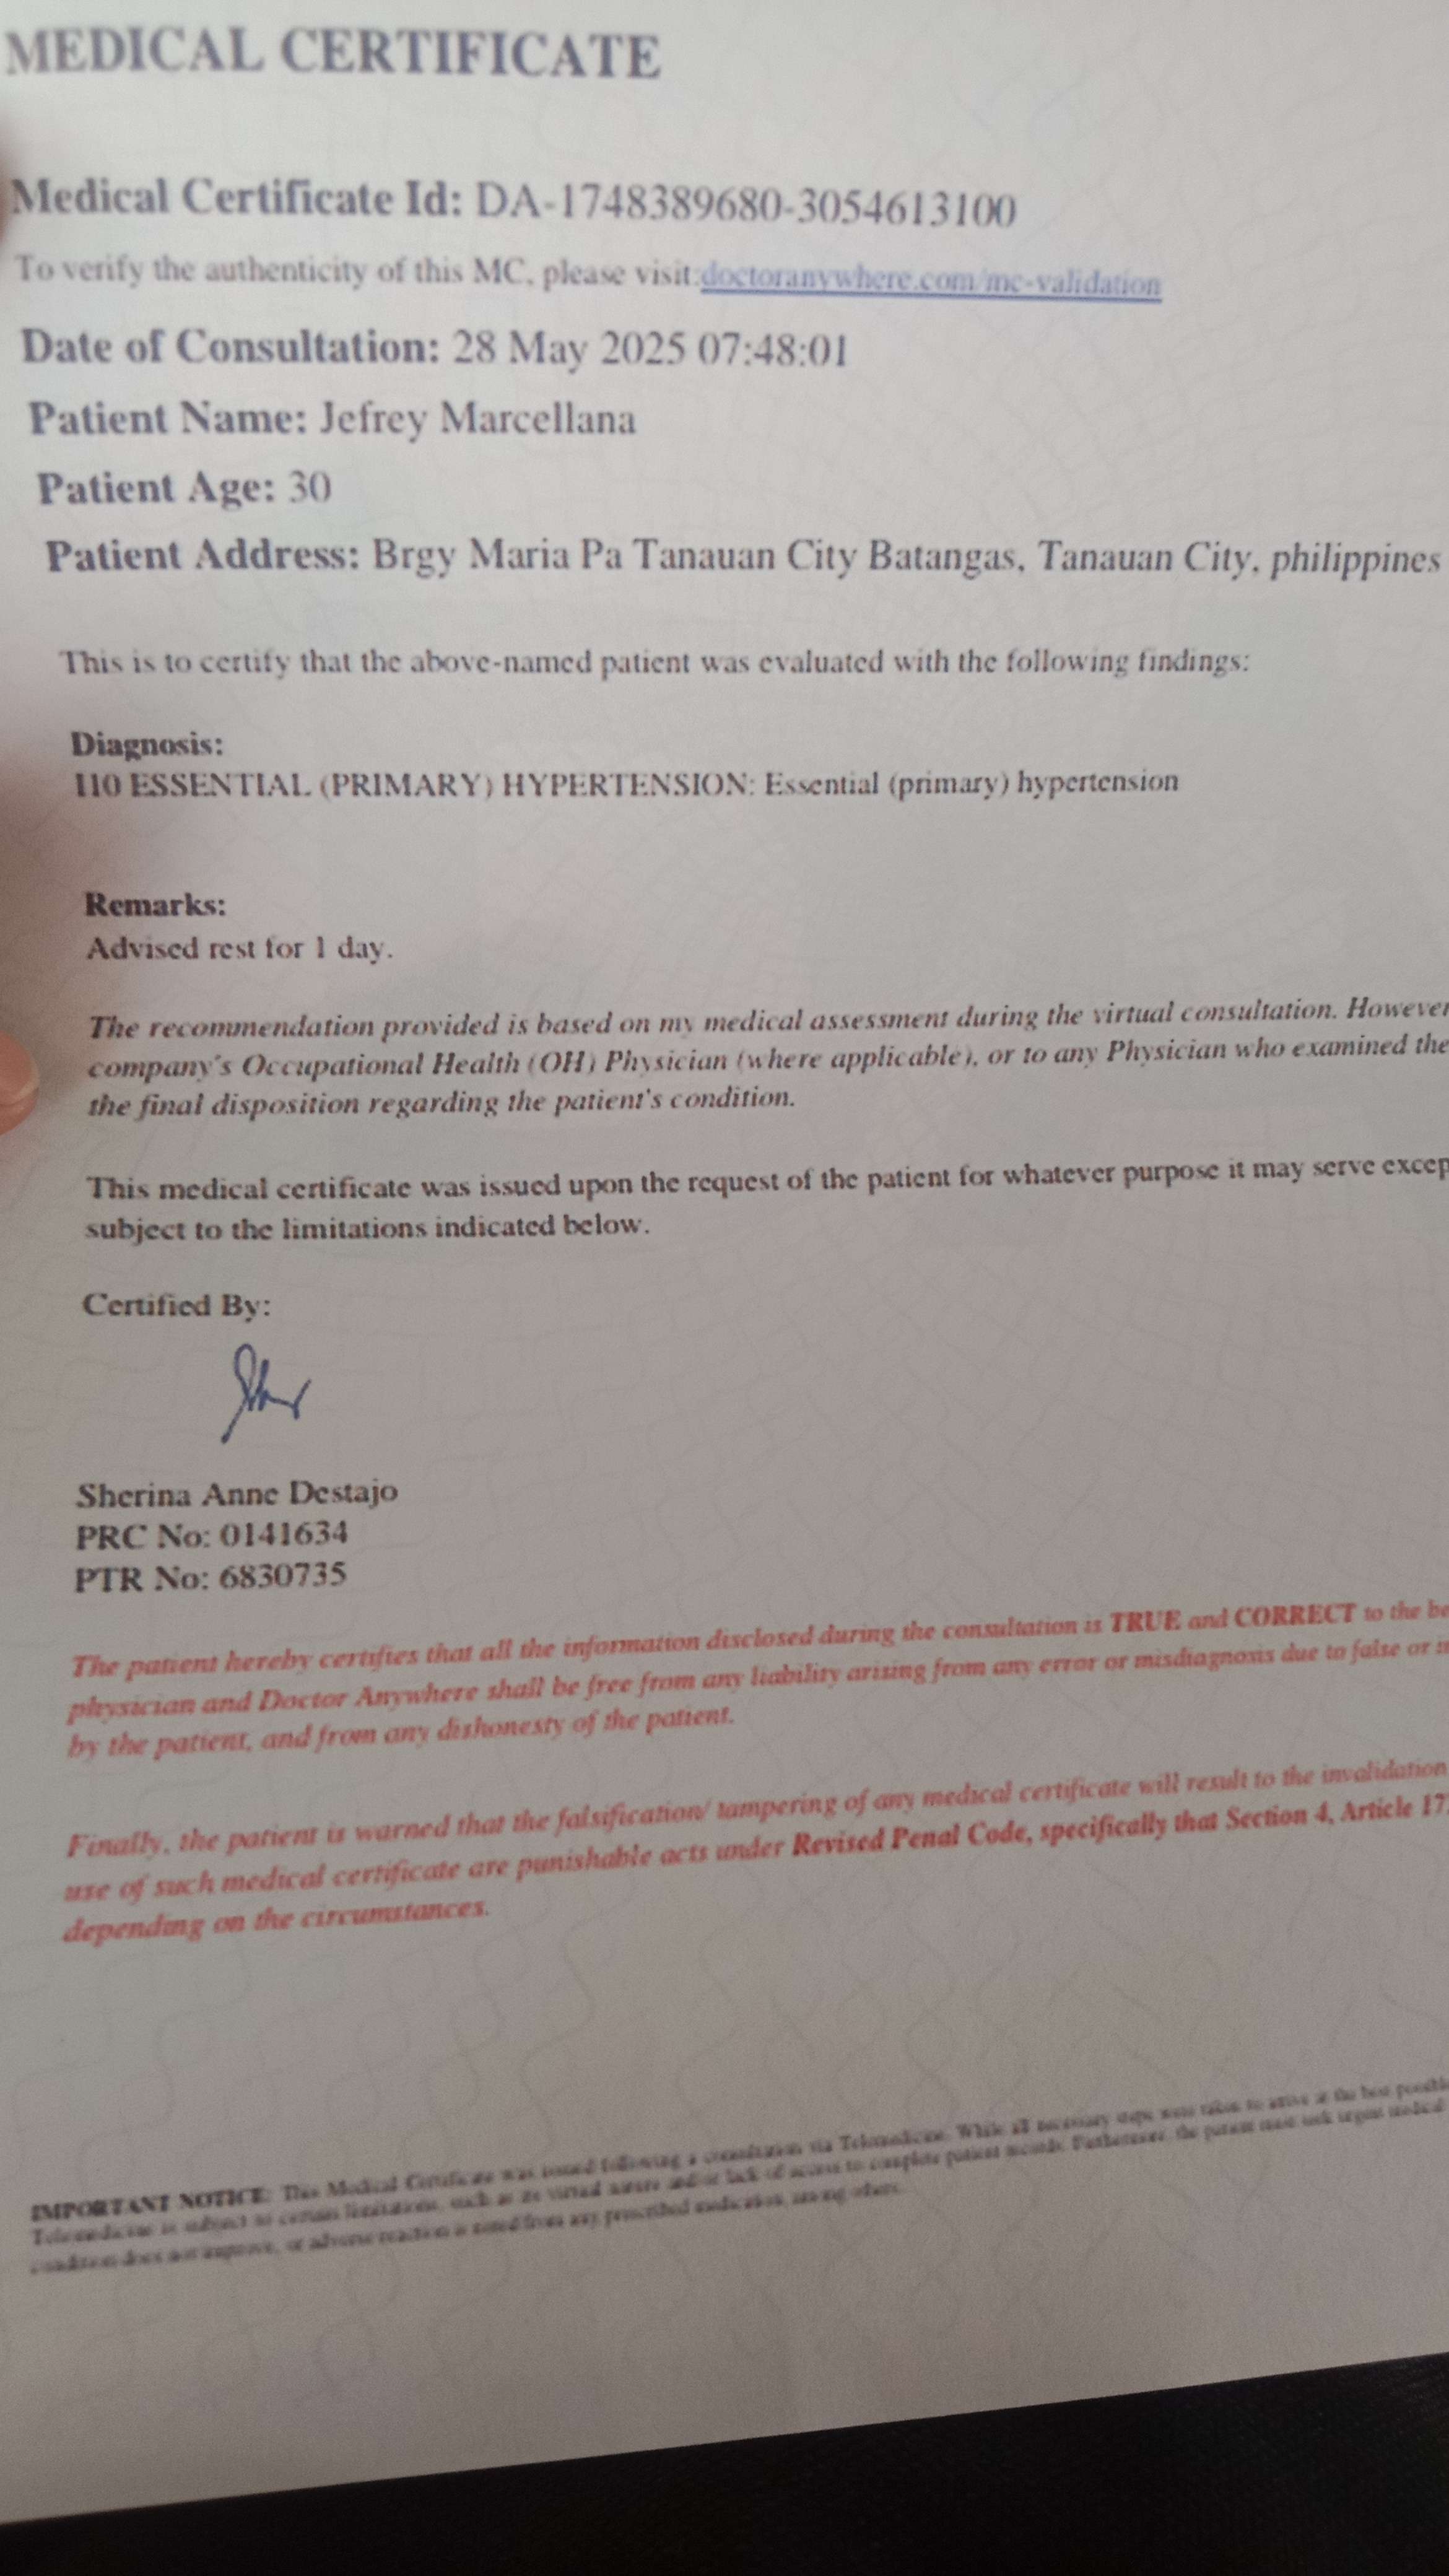 MEDICAL CERTIFICATE
Medical Certificate Id: DA-1748389680-3054613100
To verify the authenticity of this MC, please visit:doctoranywhere.com/mc-validation
Date of Consultation: 28 May 2025 07:48:01
Patient Name: Jefrey Marcellana
Patient Age: 30
Patient Address: Brgy Maria Pa Tanauan City Batangas, Tanauan City, philippines
This is to certify that the above-named patient was evaluated with the following findings:
Diagnosis:
I10 ESSENTIAL (PRIMARY) HYPERTENSION: Essential (primary) hypertension
Remarks:
Advised rest for 1 day.
The recommendation provided is based on my medical assessment during the virtual consultation. However
company's Occupational Health (OH) Physician (where applicable), or to any Physician who examined the
the final disposition regarding the patient's condition.
This medical certificate was issued upon the request of the patient for whatever purpose it may serve excep
subject to the limitations indicated below.
Certified By:
Sherina Anne Destajo
PRC No: 0141634
PTR No: 6830735
The patient hereby certifies that all the information disclosed during the consultation is TRUE and CORRECT to the be
physician and Doctor Anywhere shall be free from any liability arising from any error or misdiagnosis due to false or
by the patient, and from any dishonesty of the patient.
Finally, the patient is warned that the falsification/ tampering of any medical certificate will result to the invalidation
use of such medical certificate are punishable acts under Revised Penal Code, specifically that Section 4, Article 17
depending on the circumstances.
IMPORTANT NOTICE: This Medical Certificate was issued following a consultation via Telemedicine. While all necessary steps were taken to arrive at the best possible
Telemedicine is subject to certain limitations, such as its virtual nature and/or lack of access to complete patient records. Furthermore, the patient must seek urgent medical
condition does not improve, or adverse reaction is noted from any prescribed medication, among others.